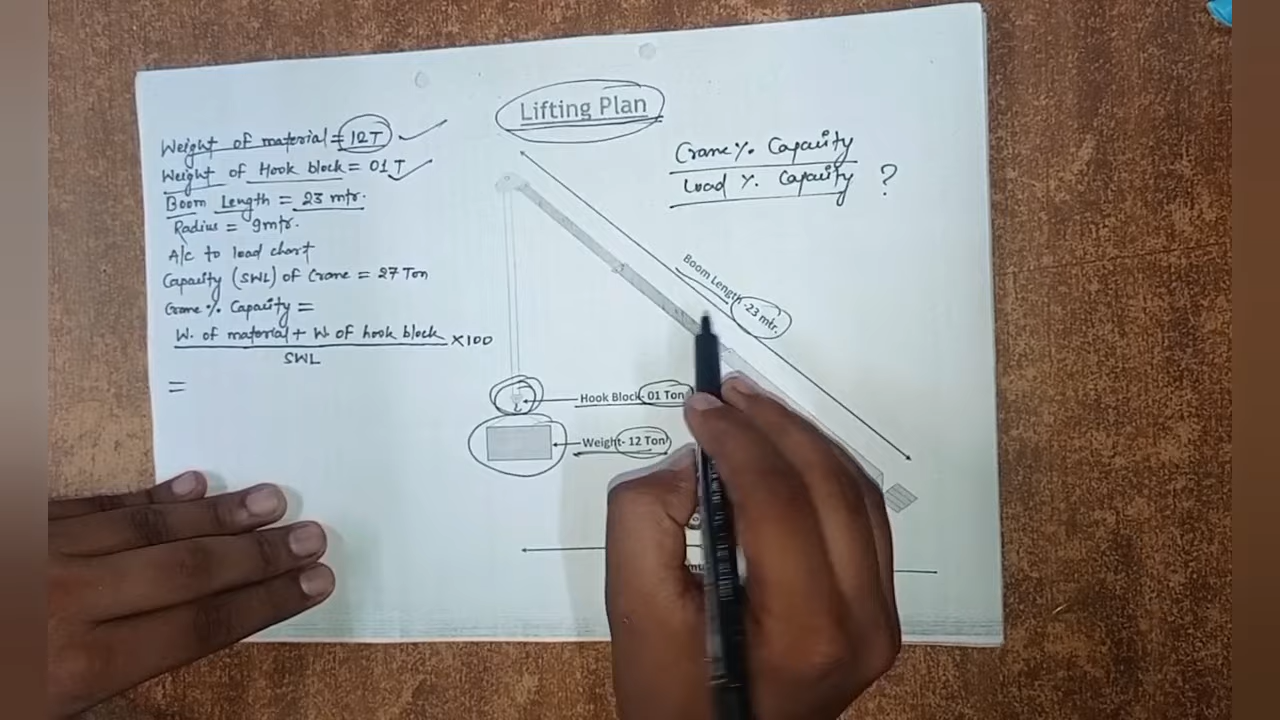 Lifting Plan
Weight of material = 12T
Weight of Hook block = 01 T
Boom Length = 23 mtr.
Radius = 9mtr.
A/c to load chart
Capacity (SWL) of Crane = 27 Ton
Crane % Capacity =
W. of material + W. of hook block ×100
SWL
=
Crane %. Capacity
Load %. Capacity ?
Boom Length -23 mtr.
Hook Block- 01 Ton
Weight- 12 Ton